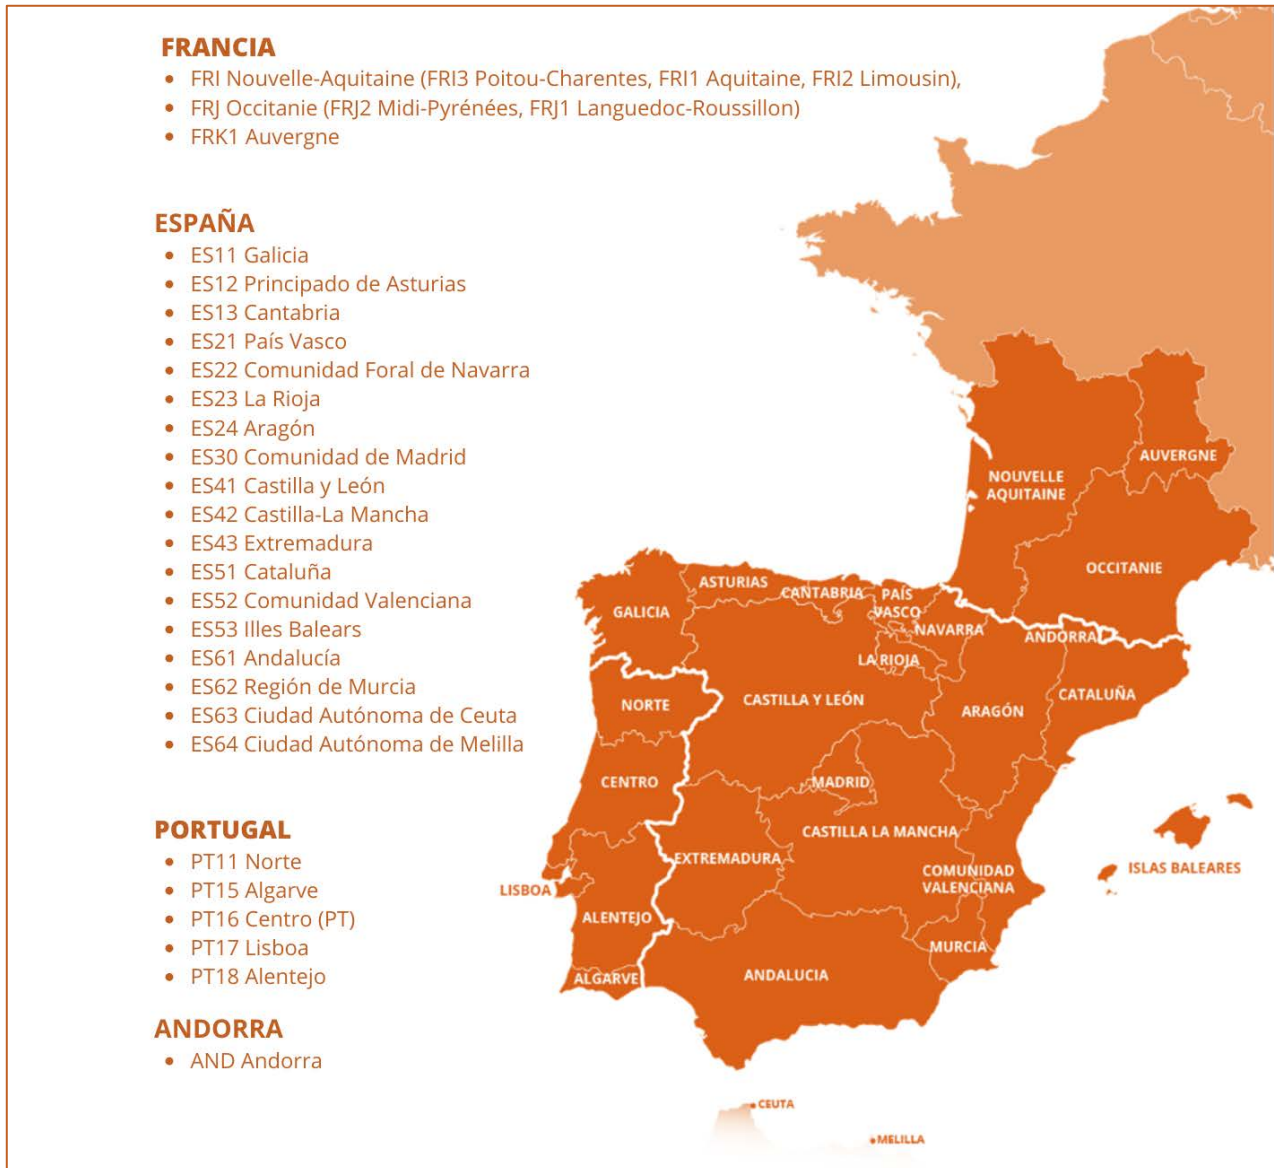 FRANCIA
• FRI Nouvelle-Aquitaine (FRI3 Poitou-Charentes, FRI1 Aquitaine, FRI2 Limousin),
• FRJ Occitanie (FRJ2 Midi-Pyrénées, FRJ1 Languedoc-Roussillon)
• FRK1 Auvergne
ESPAÑA
• ES11 Galicia
• ES12 Principado de Asturias
• ES13 Cantabria
• ES21 País Vasco
• ES22 Comunidad Foral de Navarra
• ES23 La Rioja
• ES24 Aragón
• ES30 Comunidad de Madrid
• ES41 Castilla y León
• ES42 Castilla-La Mancha
• ES43 Extremadura
• ES51 Cataluña
• ES52 Comunidad Valenciana
• ES53 Illes Balears
• ES61 Andalucía
• ES62 Región de Murcia
• ES63 Ciudad Autónoma de Ceuta
• ES64 Ciudad Autónoma de Melilla
PORTUGAL
• PT11 Norte
• PT15 Algarve
• PT16 Centro (PT)
• PT17 Lisboa
• PT18 Alentejo
ANDORRA
• AND Andorra
AUVERGNE
NOUVELLE
AQUITAINE
OCCITANIE
ASTURIAS
CANTABRIA
PAÍS
VASCO
GALICIA
NAVARRA
ANDORRA
LA RIOJA
CATALUÑA
CASTILLA Y LEÓN
NORTE
ARAGÓN
MADRID
CENTRO
CASTILLA LA MANCHA
EXTREMADURA
ISLAS BALEARES
COMUNIDAD
VALENCIANA
LISBOA
ALENTEJO
MURCIA
ANDALUCIA
ALGARVE
CEUTA
MELILLA